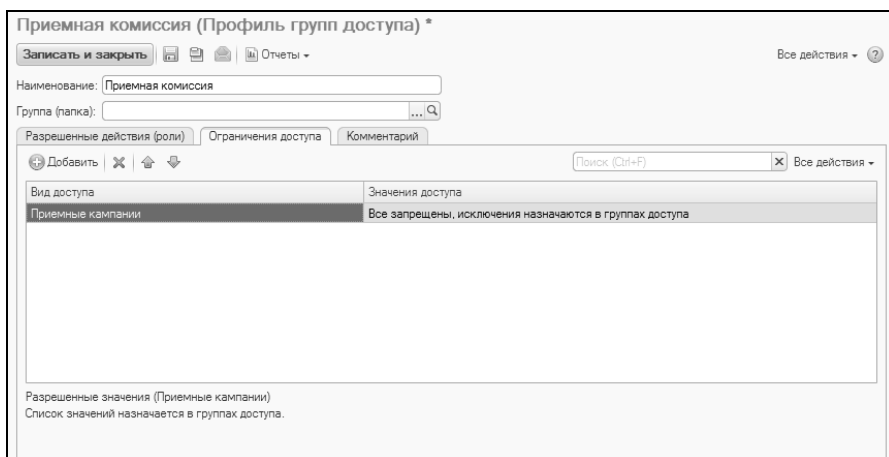 Приемная комиссия (Профиль групп доступа) *
Записать и закрыть Отчеты Все действия ?
Наименование: Приемная комиссия
Группа (папка): ...
Разрешенные действия (роли) Ограничения доступа Комментарий
Добавить Поиск (Ctrl+F) Все действия
Вид доступа Значения доступа
Приемные кампании Все запрещены, исключения назначаются в группах доступа
Разрешенные значения (Приемные кампании)
Список значений назначается в группах доступа.